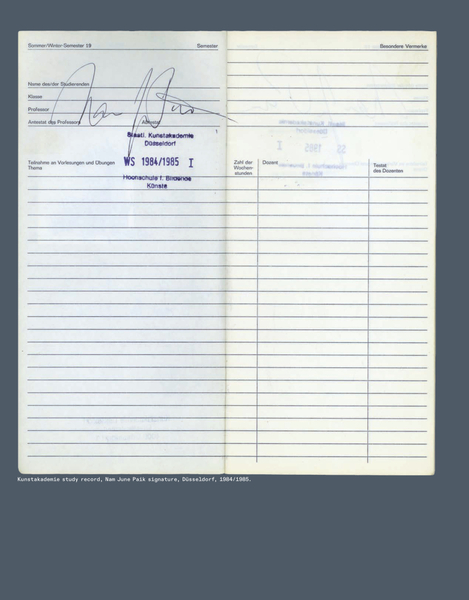 Sommer/Winter-Semester 19
Semester
Besondere Vermerke
Name des/der Studierenden
Klasse
Professor
Antestat des Professors
Abtestat
Staatl. Kunstakademie
Düsseldorf
WS 1984/1985 I
Hochschule f. Bildende
Künste
Teilnahme an Vorlesungen und Übungen
Thema
Zahl der
Wochen-
stunden
Dozent
Testat
des Dozenten
Kunstakademie study record, Nam June Paik signature, Düsseldorf, 1984/1985.